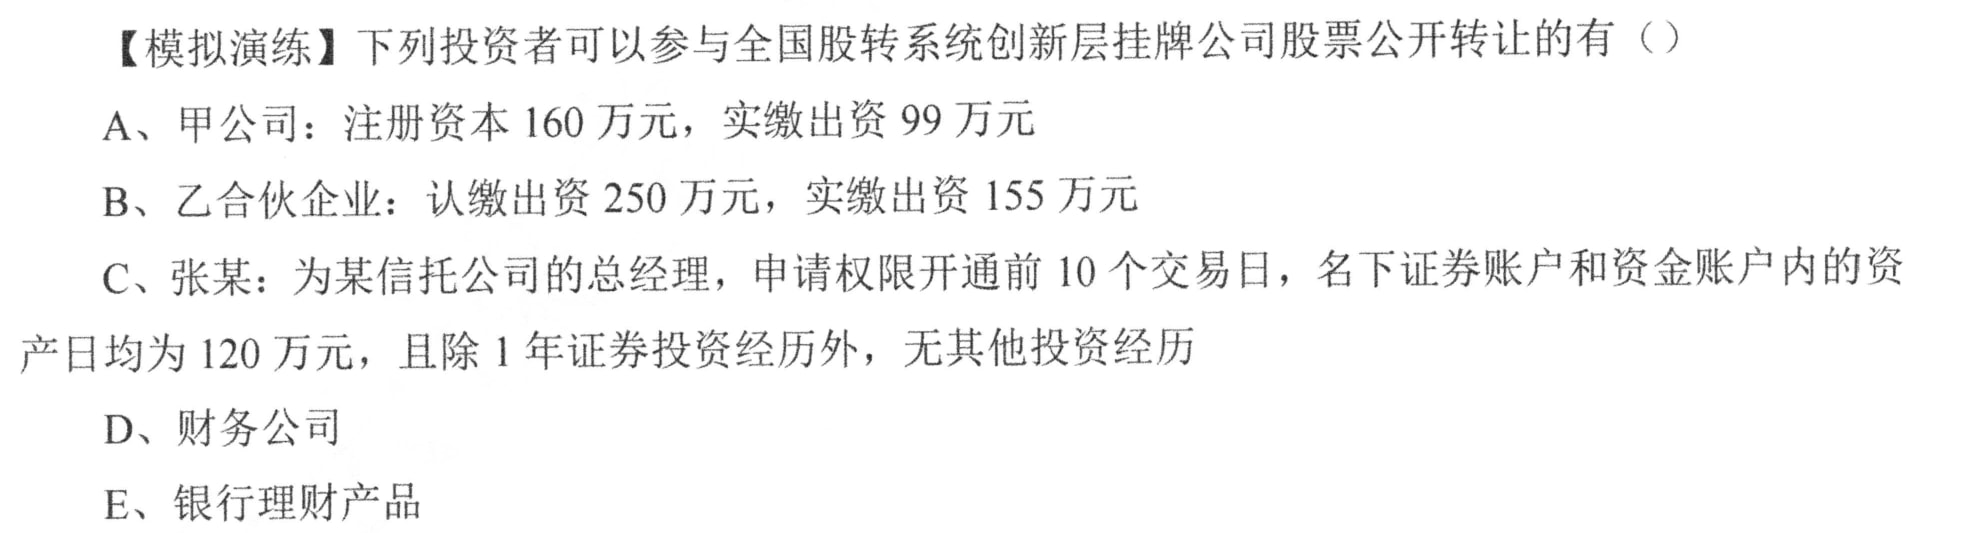 【模拟演练】下列投资者可以参与全国股转系统创新层挂牌公司股票公开转让的有（）
A、甲公司：注册资本 160 万元，实缴出资 99 万元
B、乙合伙企业：认缴出资 250 万元，实缴出资 155 万元
C、张某：为某信托公司的总经理，申请权限开通前 10 个交易日，名下证券账户和资金账户内的资
产日均为 120 万元，且除 1 年证券投资经历外，无其他投资经历
D、财务公司
E、银行理财产品